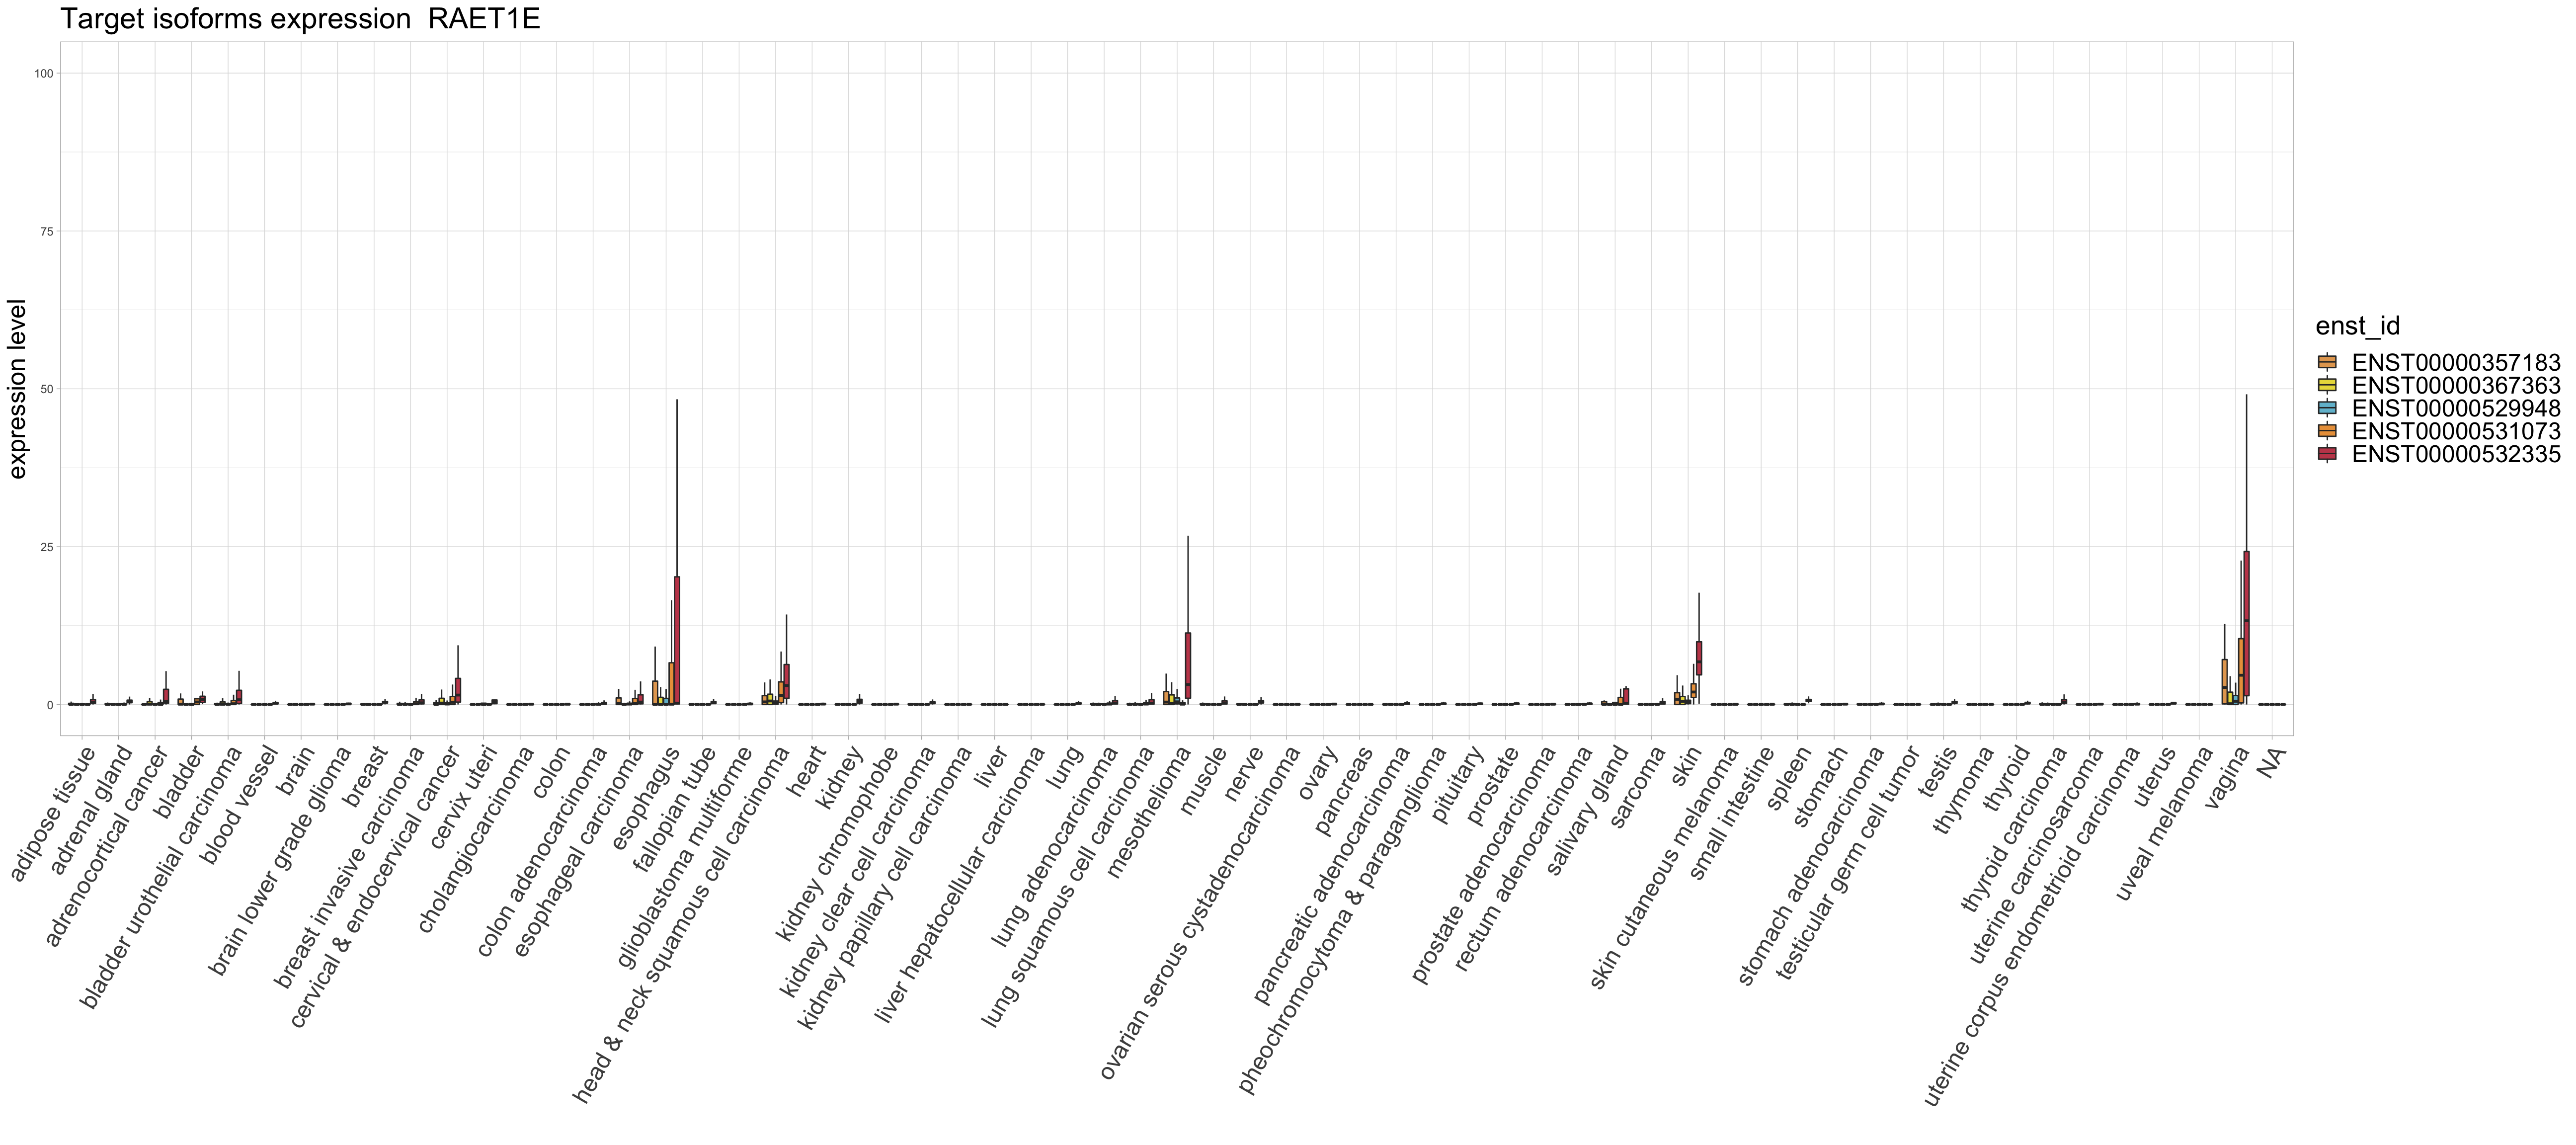 Target isoforms expression  RAET1E
100
75
50
25
0
expression level
adipose tissue
adrenal gland
adrenocortical cancer
bladder
bladder urothelial carcinoma
blood vessel
brain
brain lower grade glioma
breast
breast invasive carcinoma
cervical & endocervical cancer
cervix uteri
cholangiocarcinoma
colon
colon adenocarcinoma
esophageal carcinoma
esophagus
fallopian tube
glioblastoma multiforme
head & neck squamous cell carcinoma
heart
kidney
kidney chromophobe
kidney clear cell carcinoma
kidney papillary cell carcinoma
liver
liver hepatocellular carcinoma
lung
lung adenocarcinoma
lung squamous cell carcinoma
mesothelioma
muscle
nerve
ovarian serous cystadenocarcinoma
ovary
pancreas
pancreatic adenocarcinoma
pheochromocytoma & paraganglioma
pituitary
prostate
prostate adenocarcinoma
rectum adenocarcinoma
salivary gland
sarcoma
skin
skin cutaneous melanoma
small intestine
spleen
stomach
stomach adenocarcinoma
testicular germ cell tumor
testis
thymoma
thyroid
thyroid carcinoma
uterine carcinosarcoma
uterine corpus endometrioid carcinoma
uterus
uveal melanoma
vagina
NA
enst_id
ENST00000357183
ENST00000367363
ENST00000529948
ENST00000531073
ENST00000532335